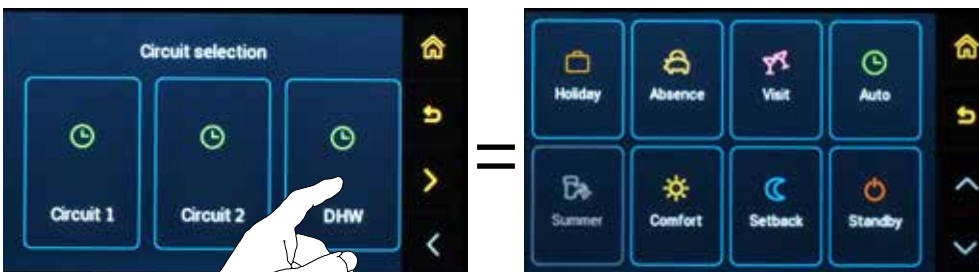 Circuit selection
Circuit 1 Circuit 2 DHW
=
Holiday Absence Visit Auto
Summer Comfort Setback Standby